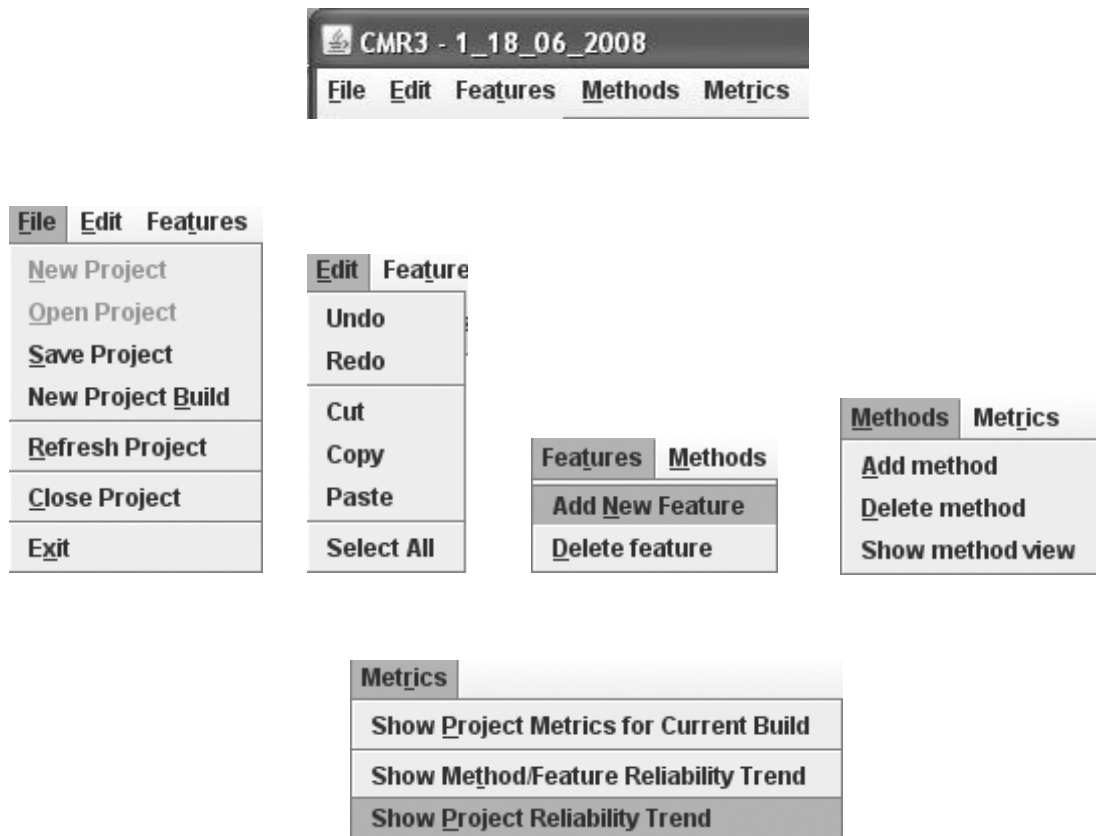 CMR3 - 1_18_06_2008
File Edit Features Methods Metrics
File Edit Features
New Project
Open Project
Save Project
New Project Build
Refresh Project
Close Project
Exit
Edit Feature
Undo
Redo
Cut
Copy
Paste
Select All
Features Methods
Add New Feature
Delete feature
Methods Metrics
Add method
Delete method
Show method view
Metrics
Show Project Metrics for Current Build
Show Method/Feature Reliability Trend
Show Project Reliability Trend